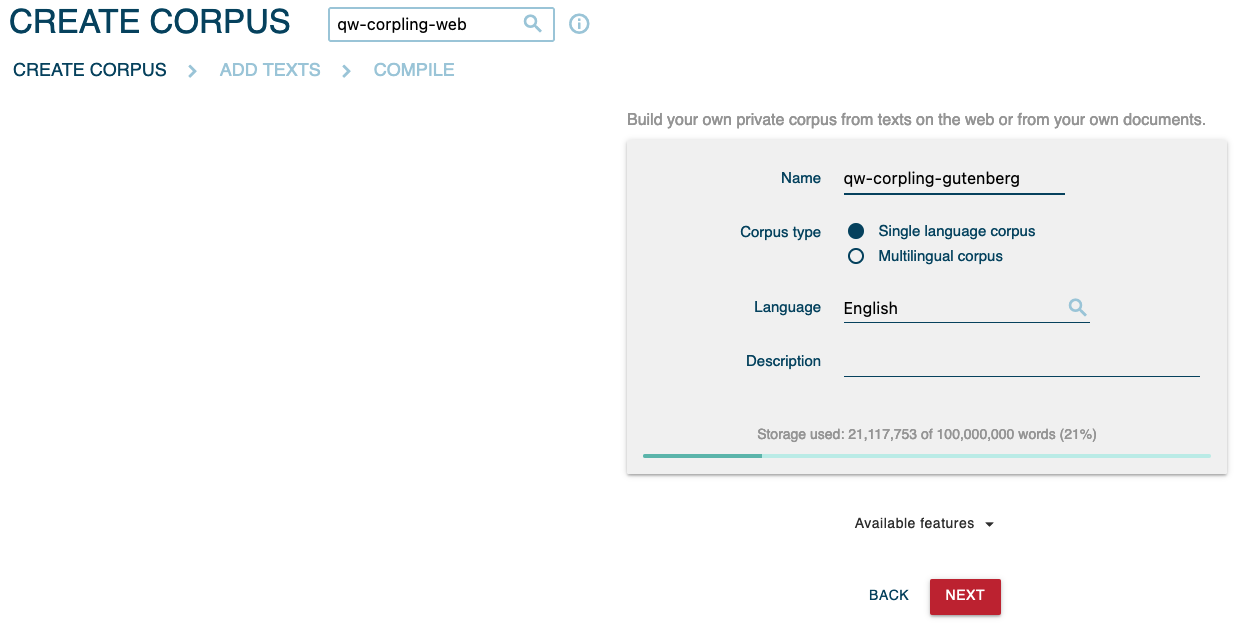 CREATE CORPUS
qw-corpling-web
CREATE CORPUS > ADD TEXTS > COMPILE
Build your own private corpus from texts on the web or from your own documents.
Name qw-corpling-gutenberg
Corpus type Single language corpus
Multilingual corpus
Language English
Description
Storage used: 21,117,753 of 100,000,000 words (21%)
Available features
BACK NEXT